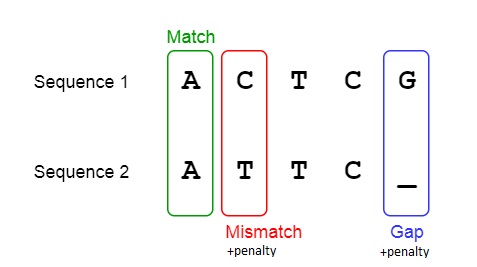 Match
Sequence 1 A C T C G
Sequence 2 A T T C _
Mismatch Gap
+penalty +penalty